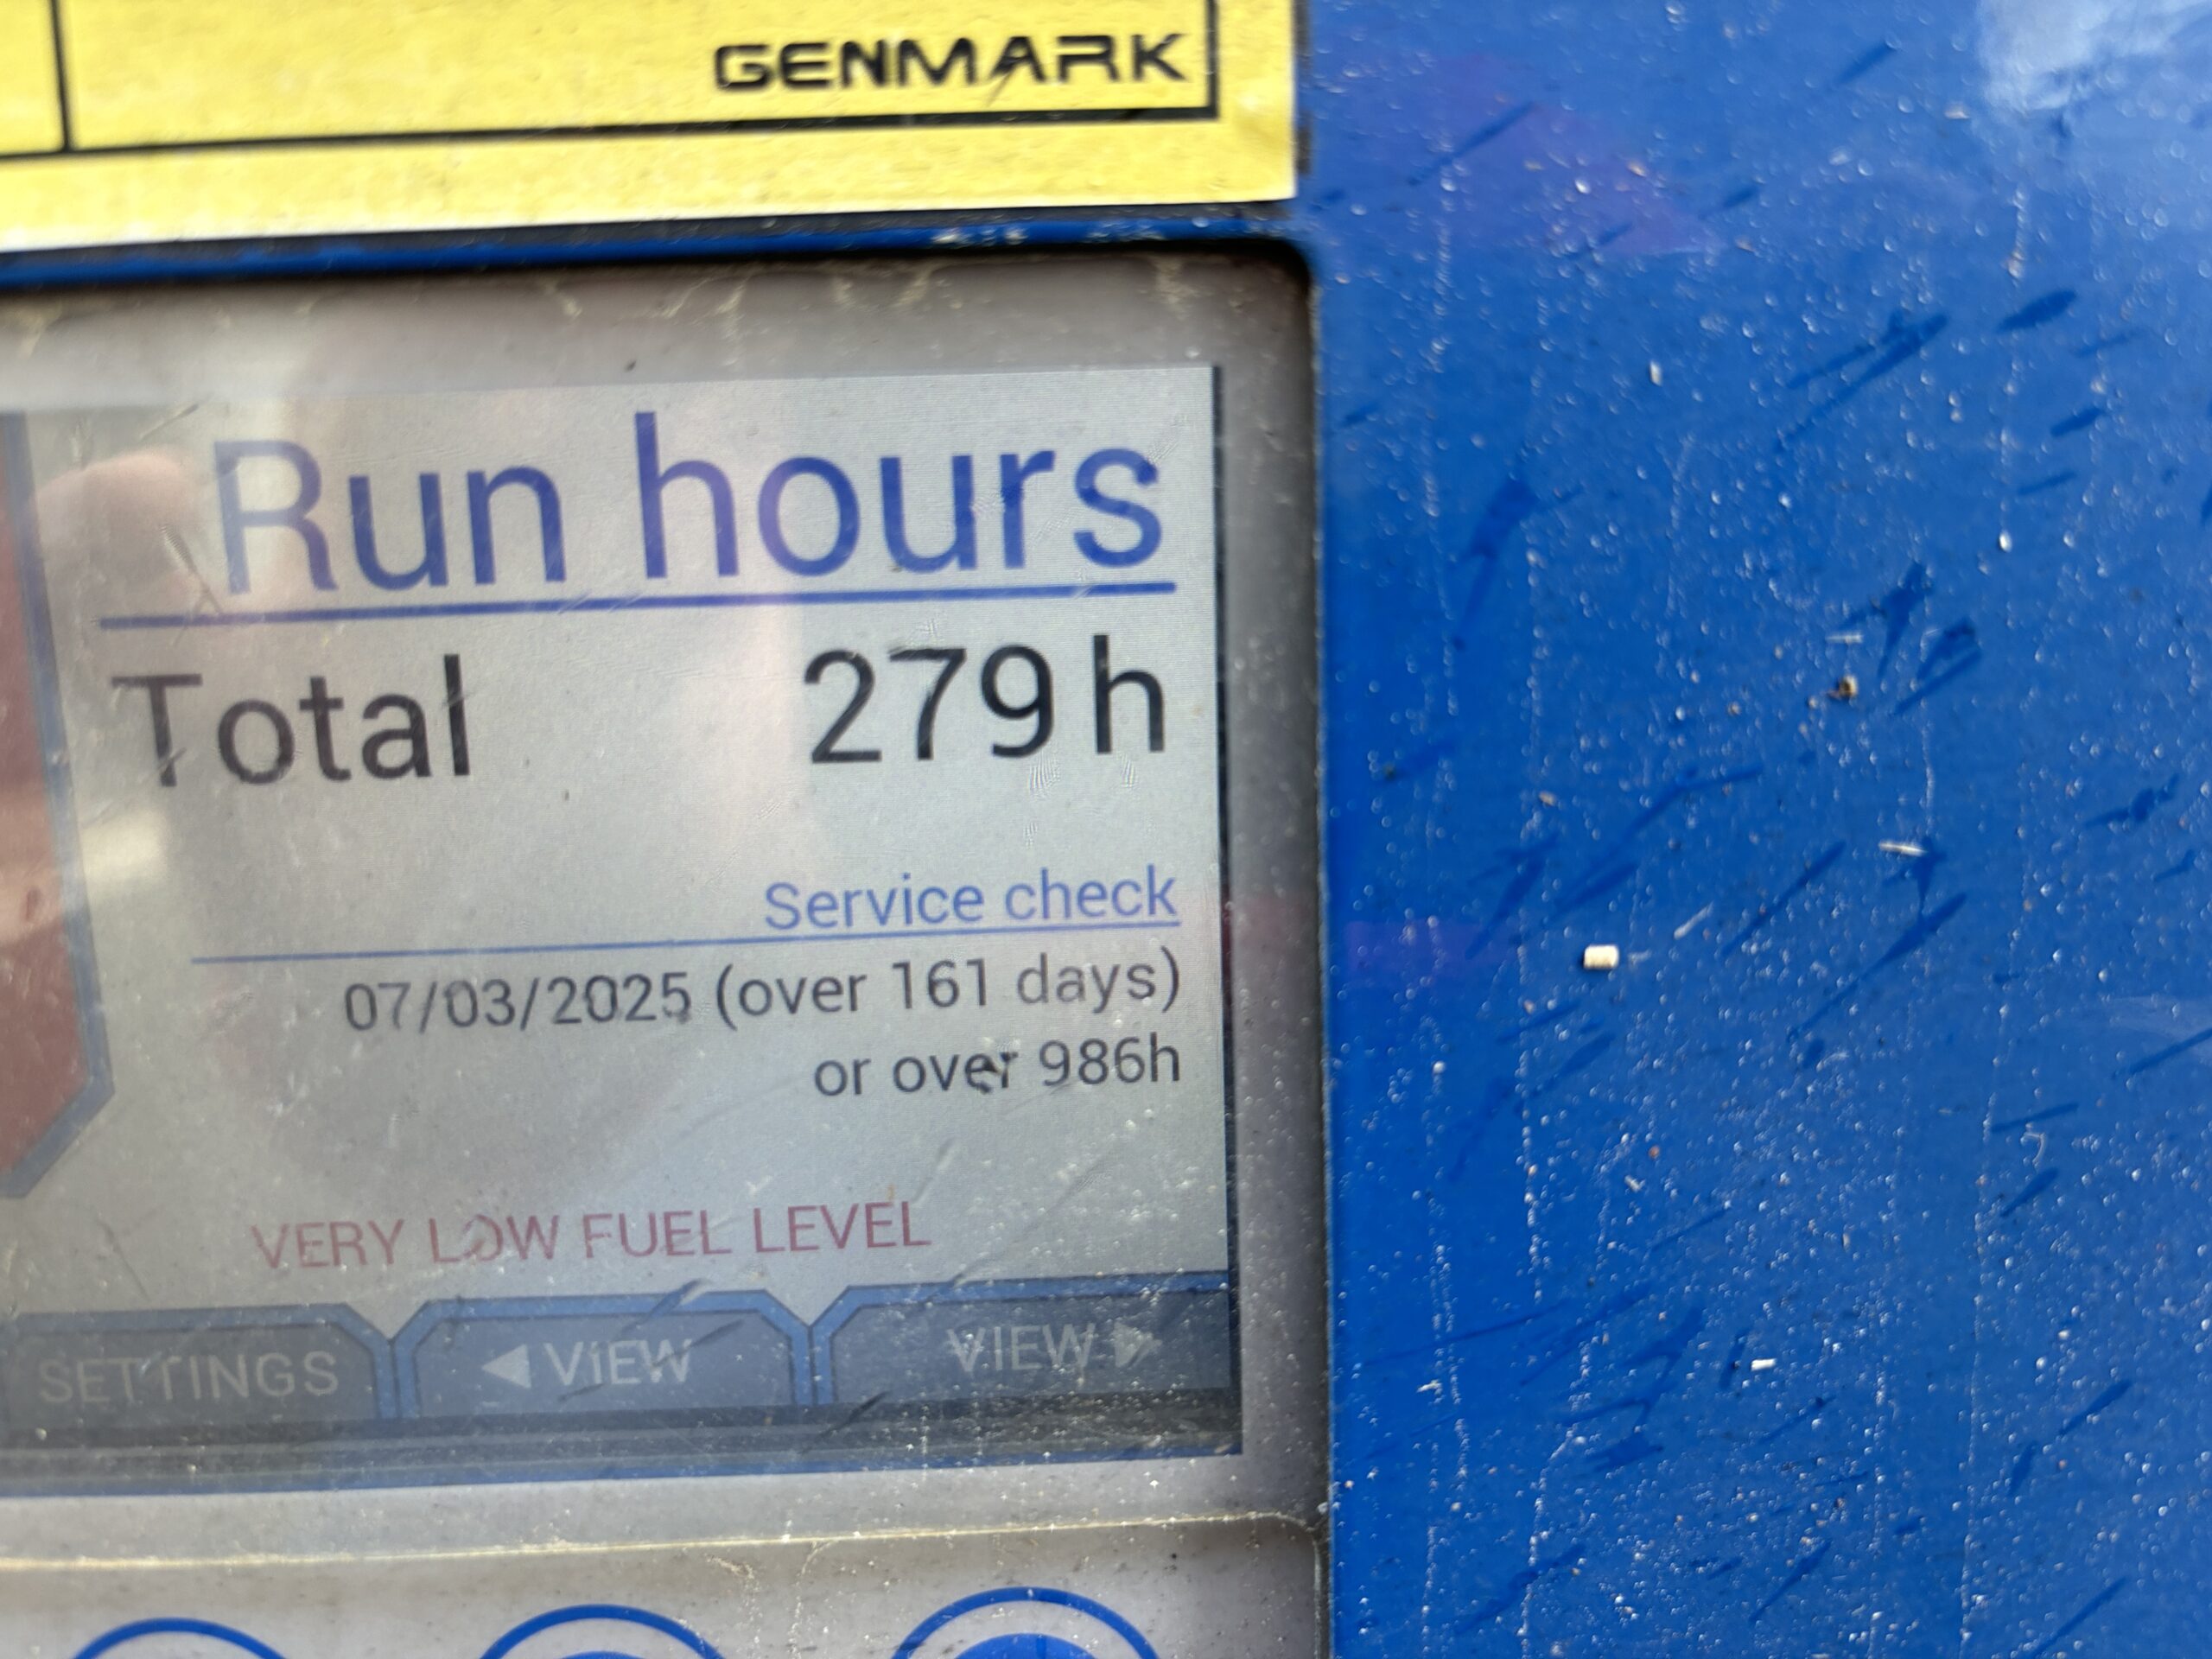 GENMARK
Run hours
Total 279 h
Service check
07/03/2025 (over 161 days)
or over 986h
VERY LOW FUEL LEVEL
SETTINGS ◀ VIEW VIEW ▶